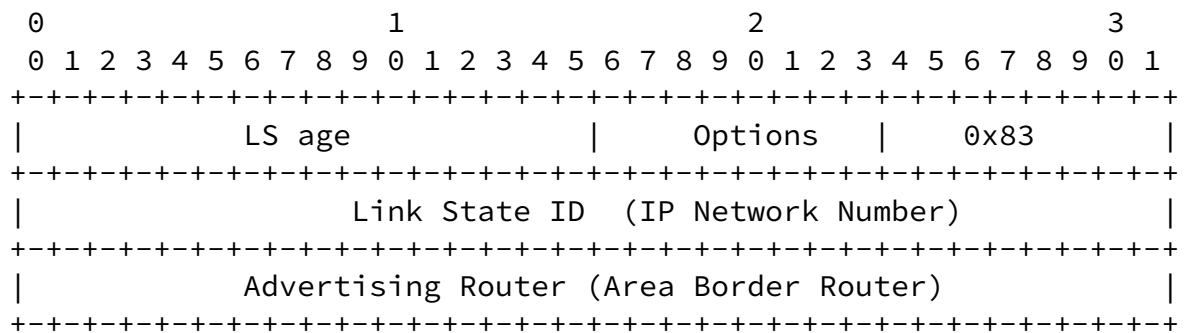 0                   1                   2                   3
 0 1 2 3 4 5 6 7 8 9 0 1 2 3 4 5 6 7 8 9 0 1 2 3 4 5 6 7 8 9 0 1
+-+-+-+-+-+-+-+-+-+-+-+-+-+-+-+-+-+-+-+-+-+-+-+-+-+-+-+-+-+-+-+-+
|            LS age             |     Options   |    0x83       |
+-+-+-+-+-+-+-+-+-+-+-+-+-+-+-+-+-+-+-+-+-+-+-+-+-+-+-+-+-+-+-+-+
|                  Link State ID  (IP Network Number)           |
+-+-+-+-+-+-+-+-+-+-+-+-+-+-+-+-+-+-+-+-+-+-+-+-+-+-+-+-+-+-+-+-+
|            Advertising Router (Area Border Router)            |
+-+-+-+-+-+-+-+-+-+-+-+-+-+-+-+-+-+-+-+-+-+-+-+-+-+-+-+-+-+-+-+-+